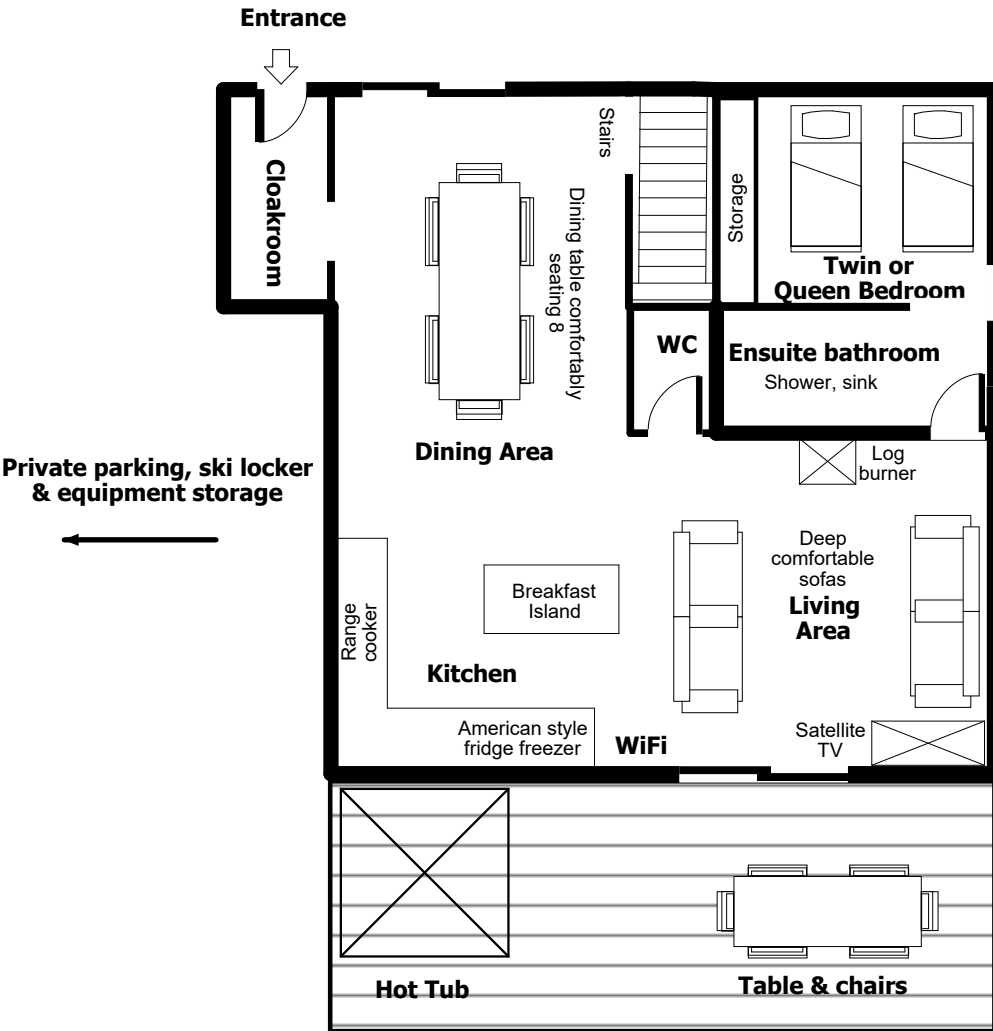 Entrance
Cloakroom
Stairs
Dining table comfortably
seating 8
Storage
Twin or
Queen Bedroom
WC
Ensuite bathroom
Shower, sink
Dining Area
Log
burner
Private parking, ski locker
& equipment storage
Deep
comfortable
sofas
Living
Area
Breakfast
Island
Range
cooker
Kitchen
American style
fridge freezer
WiFi
Satellite
TV
Hot Tub
Table & chairs